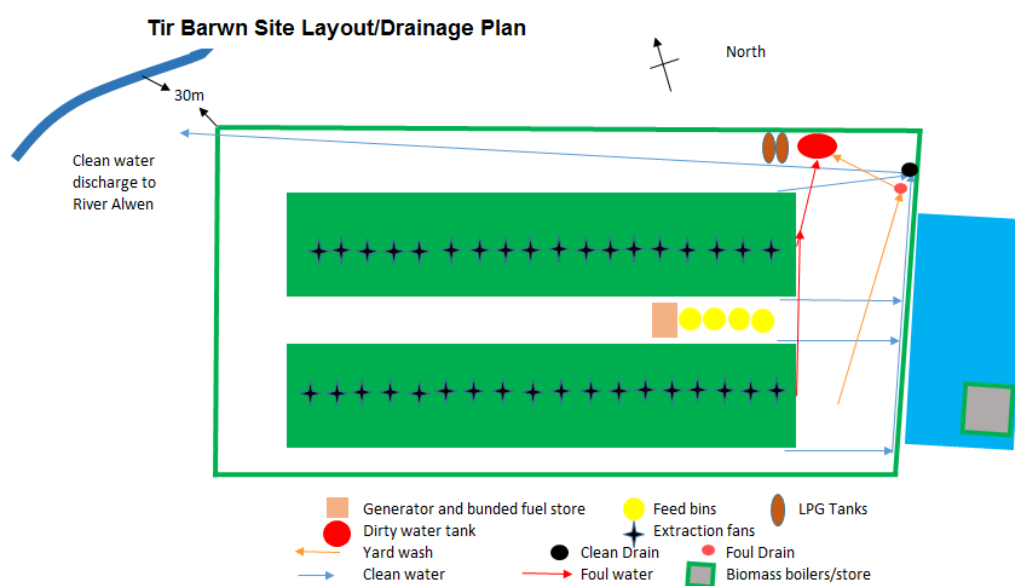 Tir Barwn Site Layout/Drainage Plan
North
30m
Clean water
discharge to
River Alwen
Generator and bunded fuel store
Feed bins
LPG Tanks
Dirty water tank
Extraction fans
Yard wash
Clean Drain
Foul Drain
Clean water
Foul water
Biomass boilers/store